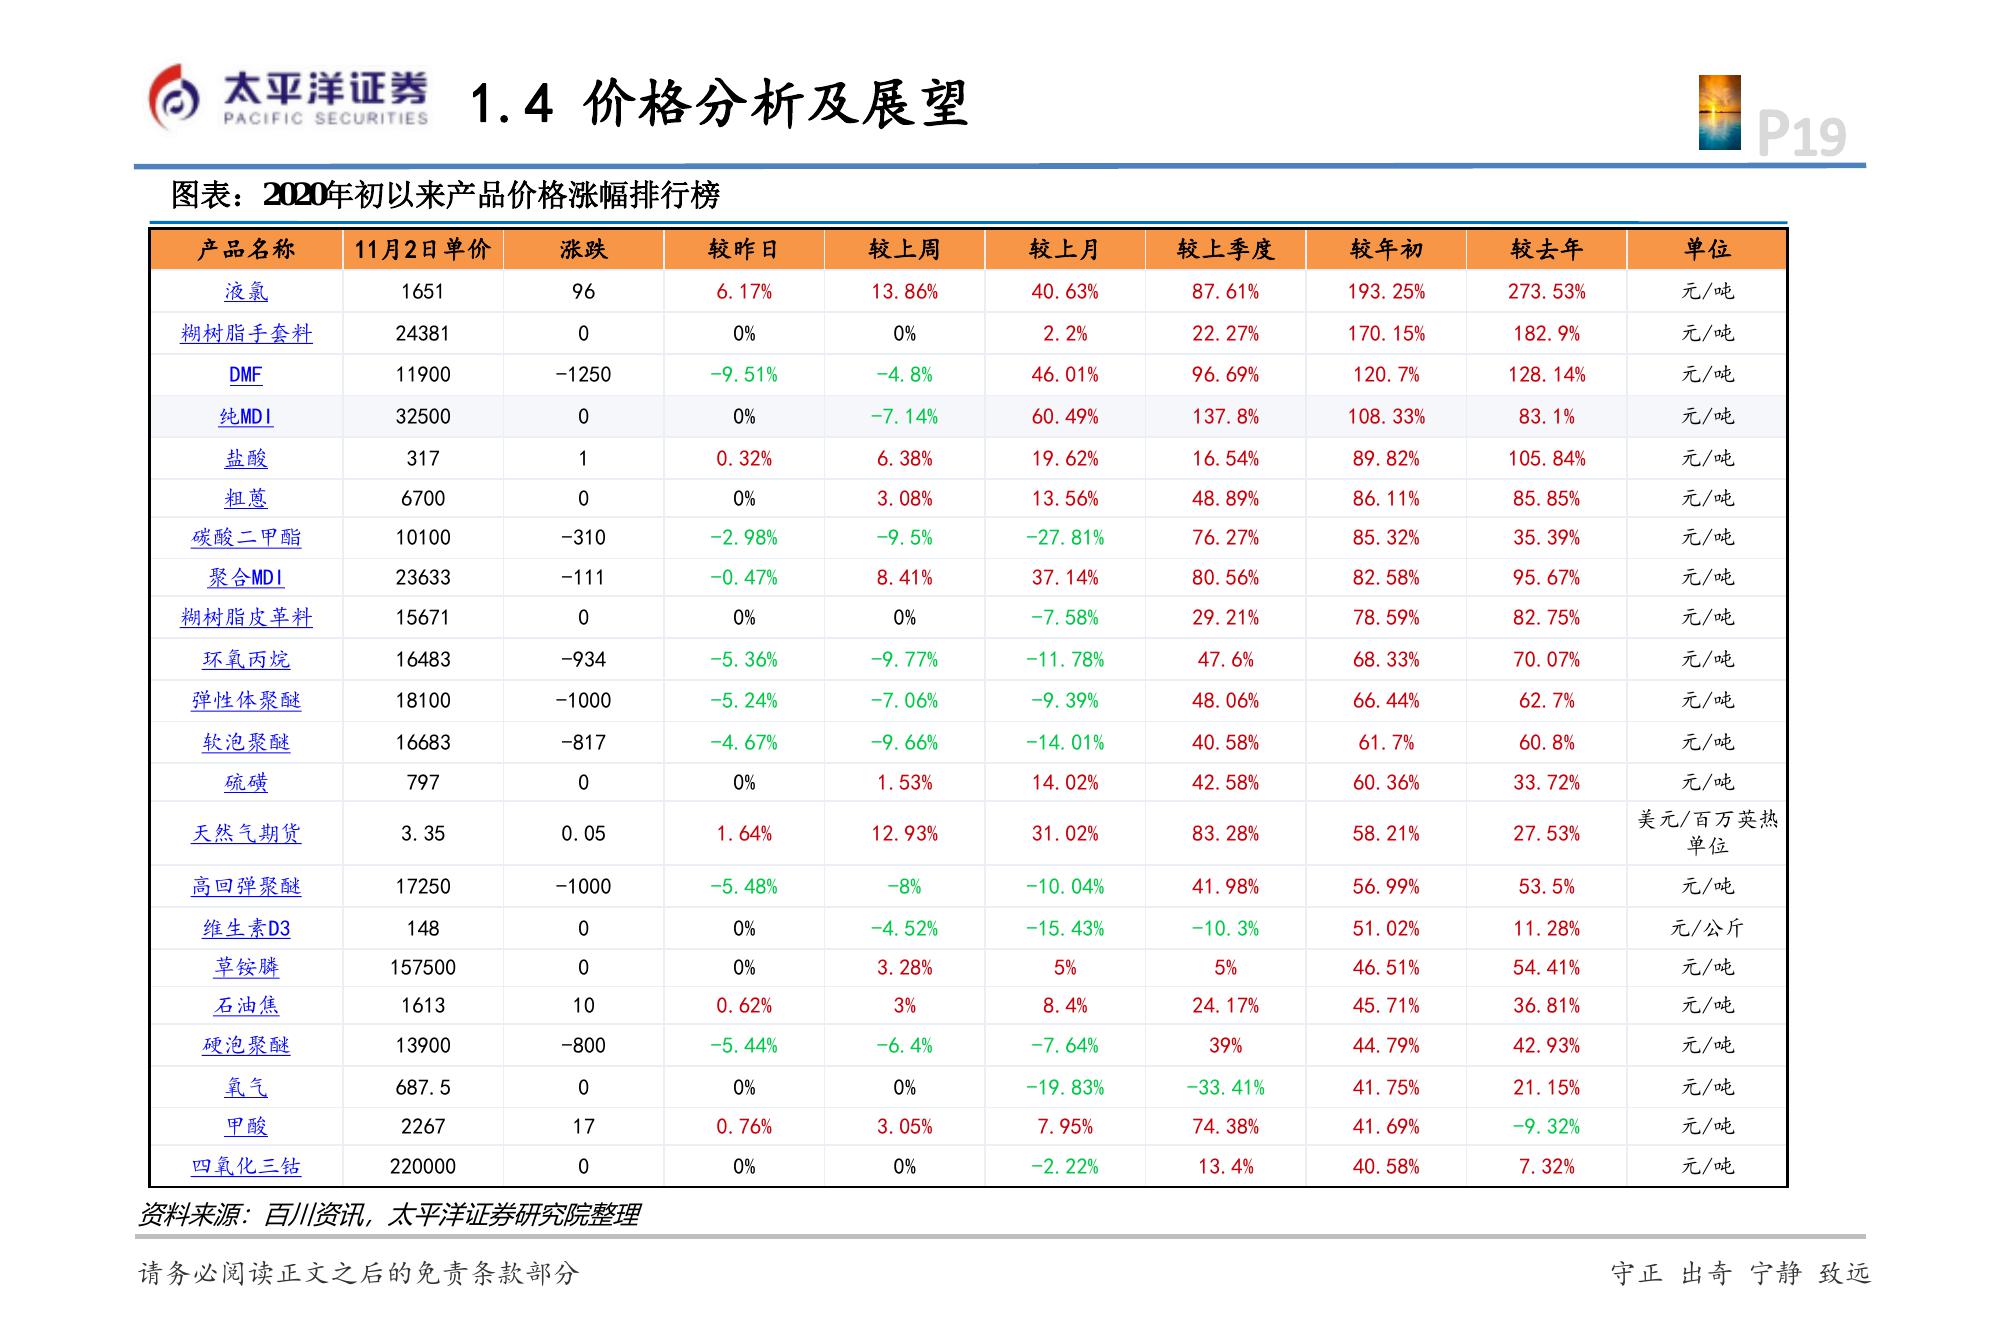 太平洋证券
PACIFIC SECURITIES
1.4 价格分析及展望
P19
图表：2020年初以来产品价格涨幅排行榜
产品名称 11月2日单价 涨跌 较昨日 较上周 较上月 较上季度 较年初 较去年 单位
液氯 1651 96 6.17% 13.86% 40.63% 87.61% 193.25% 273.53% 元/吨
糊树脂手套料 24381 0 0% 0% 2.2% 22.27% 170.15% 182.9% 元/吨
DMF 11900 -1250 -9.51% -4.8% 46.01% 96.69% 120.7% 128.14% 元/吨
纯MDI 32500 0 0% -7.14% 60.49% 137.8% 108.33% 83.1% 元/吨
盐酸 317 1 0.32% 6.38% 19.62% 16.54% 89.82% 105.84% 元/吨
粗蒽 6700 0 0% 3.08% 13.56% 48.89% 86.11% 85.85% 元/吨
碳酸二甲酯 10100 -310 -2.98% -9.5% -27.81% 76.27% 85.32% 35.39% 元/吨
聚合MDI 23633 -111 -0.47% 8.41% 37.14% 80.56% 82.58% 95.67% 元/吨
糊树脂皮革料 15671 0 0% 0% -7.58% 29.21% 78.59% 82.75% 元/吨
环氧丙烷 16483 -934 -5.36% -9.77% -11.78% 47.6% 68.33% 70.07% 元/吨
弹性体聚醚 18100 -1000 -5.24% -7.06% -9.39% 48.06% 66.44% 62.7% 元/吨
软泡聚醚 16683 -817 -4.67% -9.66% -14.01% 40.58% 61.7% 60.8% 元/吨
硫磺 797 0 0% 1.53% 14.02% 42.58% 60.36% 33.72% 元/吨
天然气期货 3.35 0.05 1.64% 12.93% 31.02% 83.28% 58.21% 27.53% 美元/百万英热
单位
高回弹聚醚 17250 -1000 -5.48% -8% -10.04% 41.98% 56.99% 53.5% 元/吨
维生素D3 148 0 0% -4.52% -15.43% -10.3% 51.02% 11.28% 元/公斤
草铵膦 157500 0 0% 3.28% 5% 5% 46.51% 54.41% 元/吨
石油焦 1613 10 0.62% 3% 8.4% 24.17% 45.71% 36.81% 元/吨
硬泡聚醚 13900 -800 -5.44% -6.4% -7.64% 39% 44.79% 42.93% 元/吨
氧气 687.5 0 0% 0% -19.83% -33.41% 41.75% 21.15% 元/吨
甲酸 2267 17 0.76% 3.05% 7.95% 74.38% 41.69% -9.32% 元/吨
四氧化三钴 220000 0 0% 0% -2.22% 13.4% 40.58% 7.32% 元/吨
资料来源：百川资讯，太平洋证券研究院整理
请务必阅读正文之后的免责条款部分
守正 出奇 宁静 致远